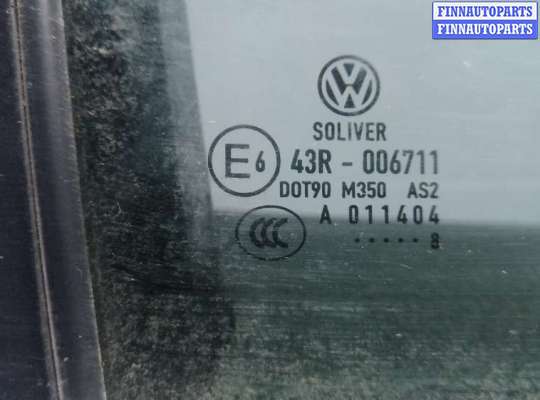 FINNAUTOPARTS
FINNAUTOPARTS
VW
SOLIVER
E6 43R - 006711
DOT90 M350 AS2
A 011404
CCC
..... 8